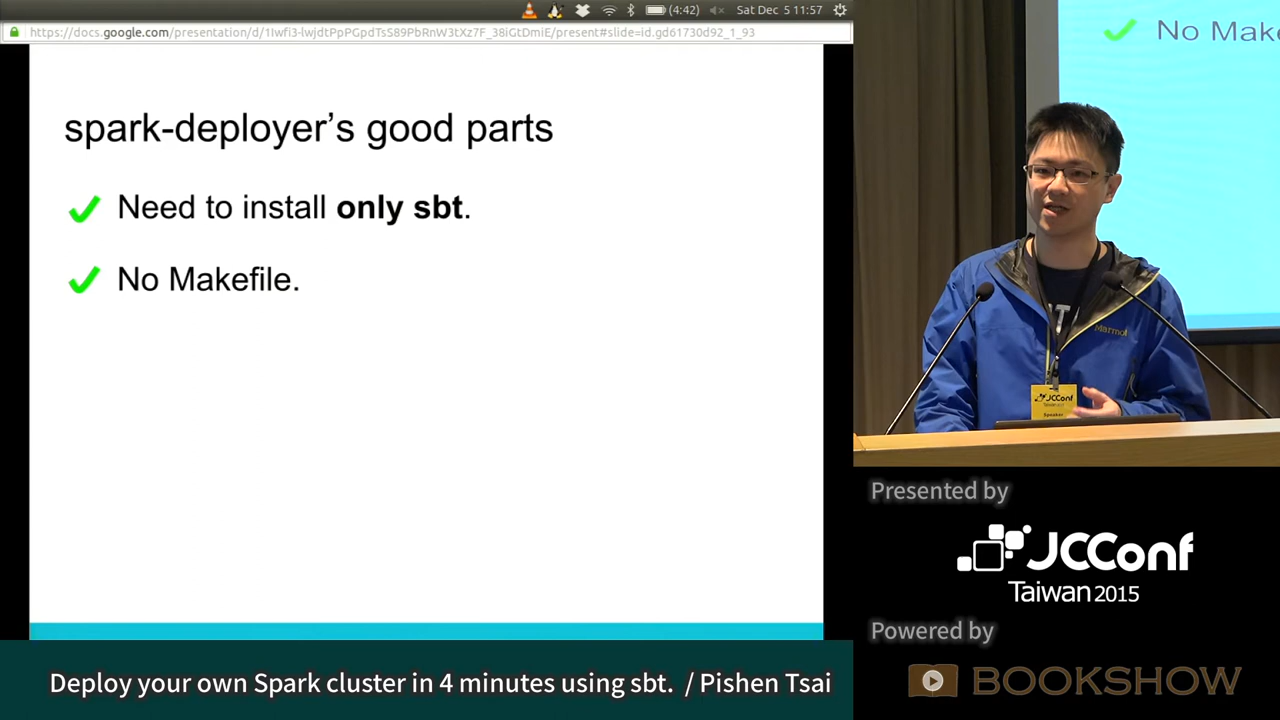 (4:42) Sat Dec 5 11:57
https://docs.google.com/presentation/d/1Iwfi3-lwjdtPpPGpdTsS89PbRnW3tXz7F_38iGtDmiE/present#slide=id.gd61730d92_1_93
spark-deployer's good parts
Need to install only sbt.
No Makefile.
No Make
Marmot
JCConf
Taiwan 2015
Speaker
Presented by
JCConf
Taiwan 2015
Powered by
BOOKSHOW
Deploy your own Spark cluster in 4 minutes using sbt. / Pishen Tsai